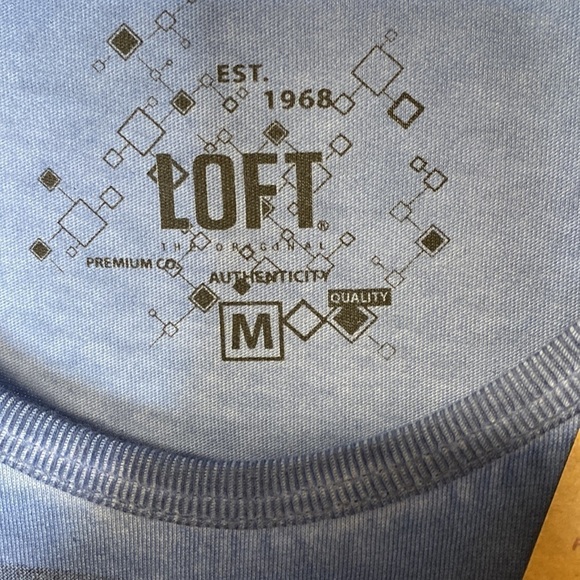 EST.
1968
LOFT®
THE ORIGINAL
PREMIUM CO.
AUTHENTICITY
QUALITY
M